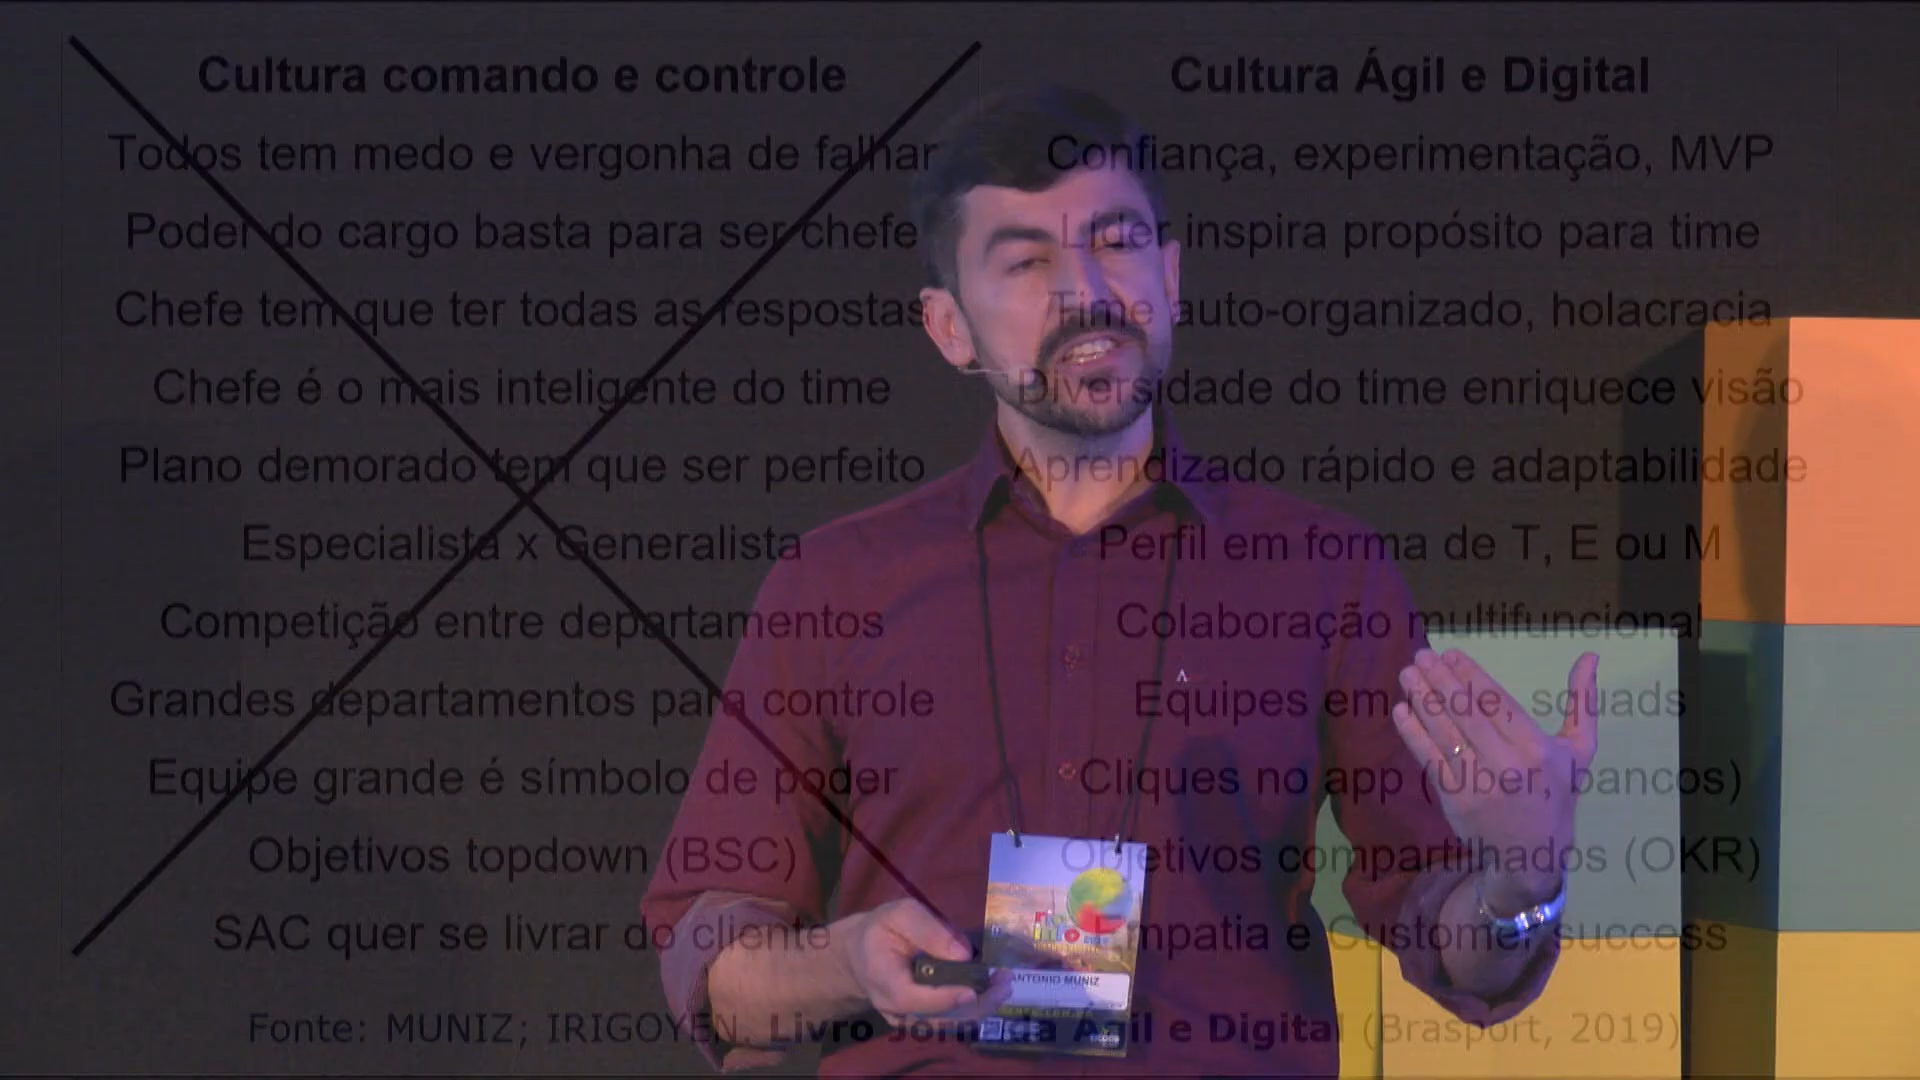 Cultura comando e controle
Cultura Ágil e Digital
Todos tem medo e vergonha de falhar
Confiança, experimentação, MVP
Poder do cargo basta para ser chefe
Líder inspira propósito para time
Chefe tem que ter todas as respostas
Time auto-organizado, holacracia
Chefe é o mais inteligente do time
Diversidade do time enriquece visão
Plano demorado tem que ser perfeito
Aprendizado rápido e adaptabilidade
Especialista x Generalista
Perfil em forma de T, E ou M
Competição entre departamentos
Colaboração multifuncional
Grandes departamentos para controle
Equipes em rede, squads
Equipe grande é símbolo de poder
Cliques no app (Uber, bancos)
Objetivos topdown (BSC)
Objetivos compartilhados (OKR)
SAC quer se livrar do cliente
Empatia e Customer success
Fonte: MUNIZ; IRIGOYEN. Livro Jornada Ágil e Digital (Brasport, 2019)
rio
info
ANTONIO MUNIZ